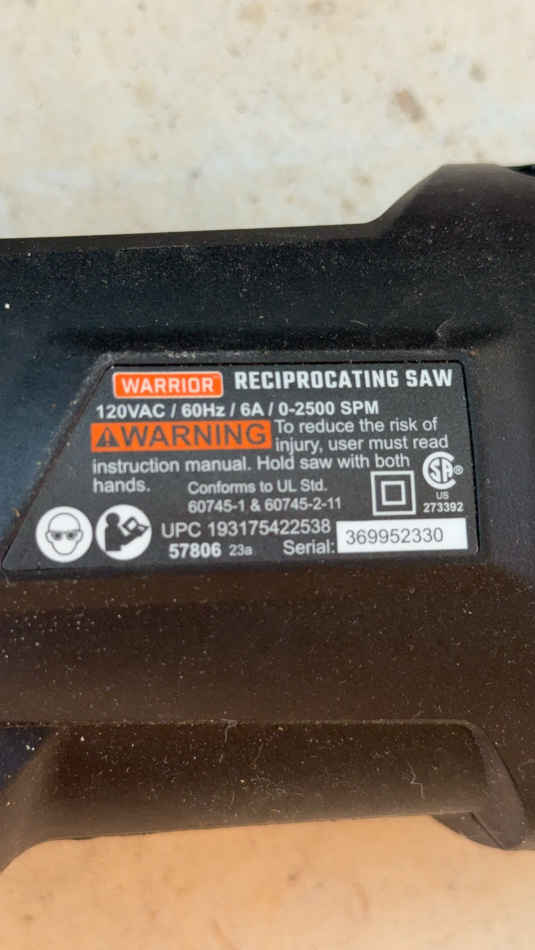 WARRIOR RECIPROCATING SAW
120VAC / 60Hz / 6A / 0-2500 SPM
WARNING To reduce the risk of
injury, user must read
instruction manual. Hold saw with both
hands.
Conforms to UL Std.
60745-1 & 60745-2-11
SA®
US
273392
UPC 193175422538
57806 23a Serial: 369952330